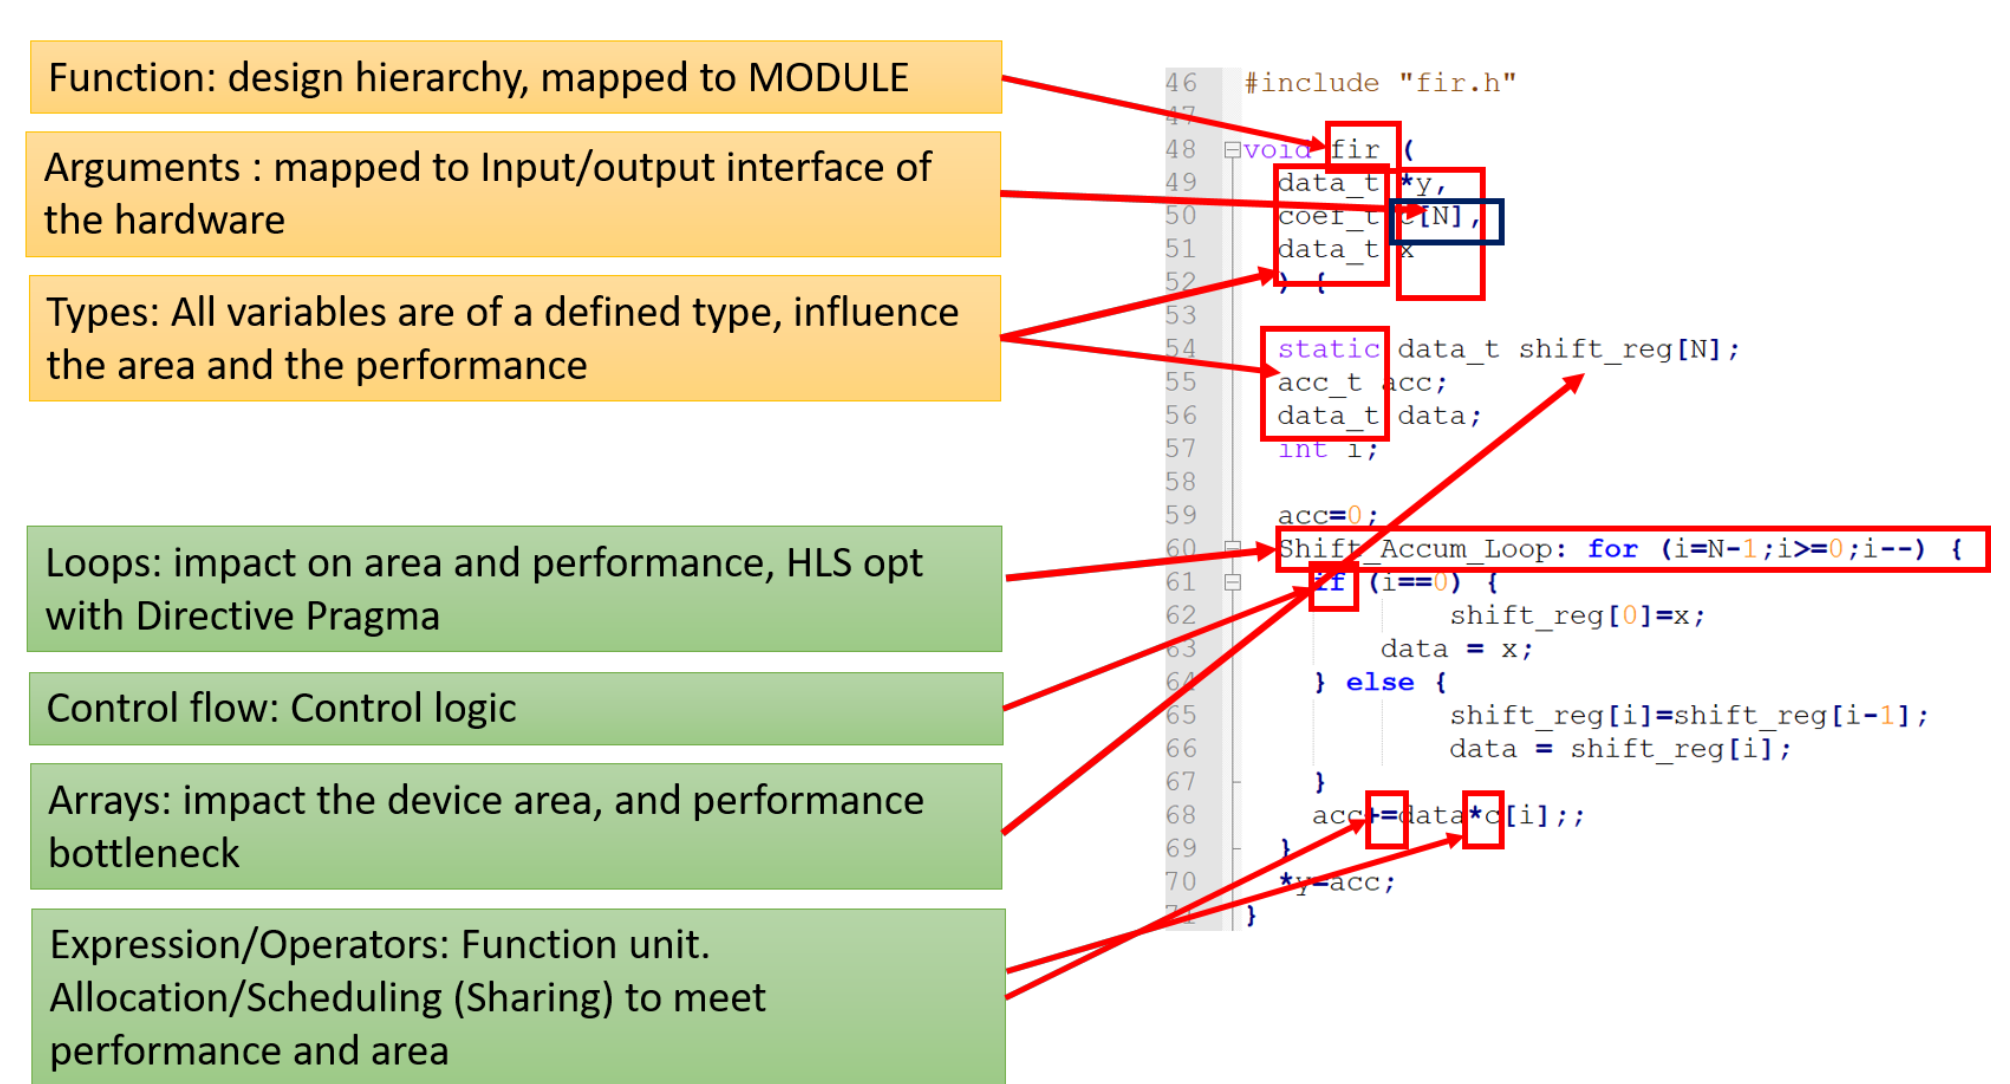 Function: design hierarchy, mapped to MODULE
Arguments : mapped to Input/output interface of
the hardware
Types: All variables are of a defined type, influence
the area and the performance
Loops: impact on area and performance, HLS opt
with Directive Pragma
Control flow: Control logic
Arrays: impact the device area, and performance
bottleneck
Expression/Operators: Function unit.
Allocation/Scheduling (Sharing) to meet
performance and area
46 #include "fir.h"
47
48 void fir (
49 data_t *y,
50 coef_t c[N],
51 data_t x
52 ) {
53
54 static data_t shift_reg[N];
55 acc_t acc;
56 data_t data;
57 int i;
58
59 acc=0;
60 Shift_Accum_Loop: for (i=N-1;i>=0;i--) {
61 if (i==0) {
62 shift_reg[0]=x;
63 data = x;
64 } else {
65 shift_reg[i]=shift_reg[i-1];
66 data = shift_reg[i];
67 }
68 acc+=data*c[i];;
69 }
70 *y=acc;
71 }